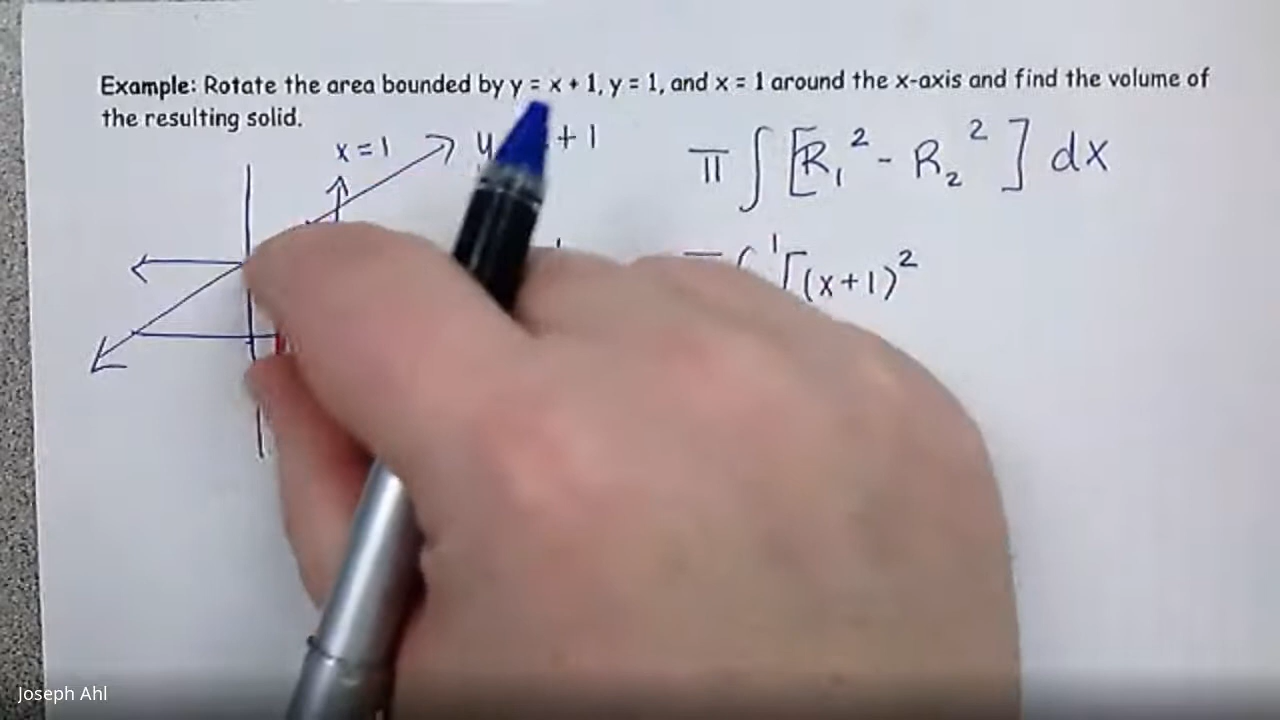 Example: Rotate the area bounded by y = x + 1, y = 1, and x = 1 around the x-axis and find the volume of
the resulting solid.
x = 1
y + 1
π ∫ [R₁² - R₂²] dx
∫ ¹ [(x+1)²
Joseph Ahl